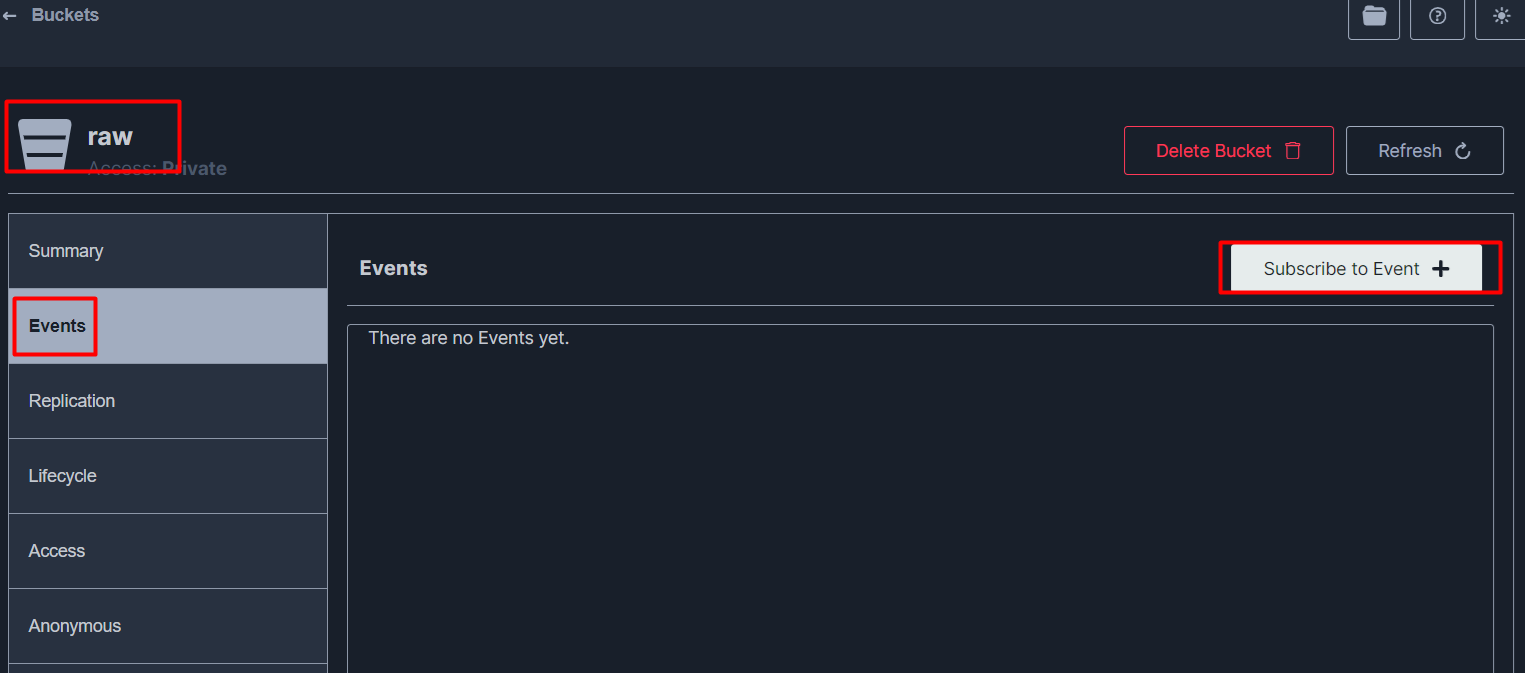 Buckets
raw
Access: Private
Delete Bucket
Refresh
Summary
Events
Replication
Lifecycle
Access
Anonymous
Events
Subscribe to Event
There are no Events yet.